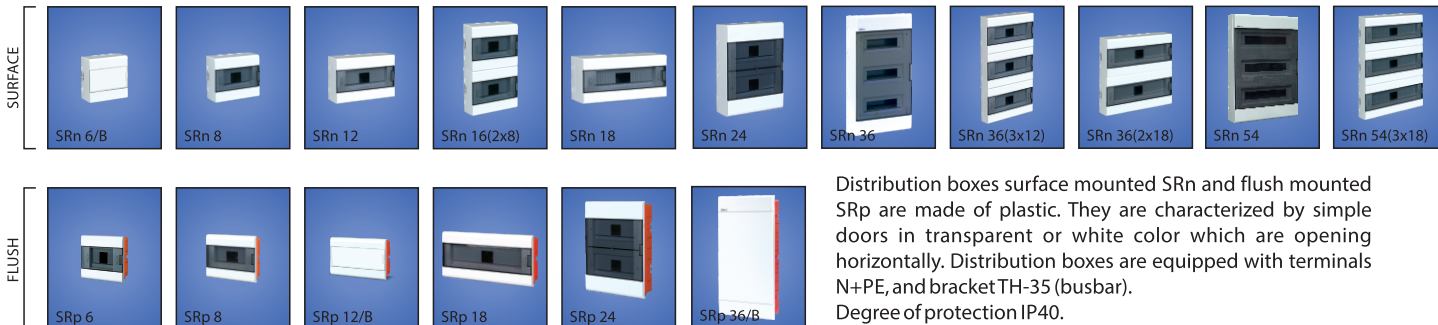 SURFACE
SRn 6/B
SRn 8
SRn 12
SRn 16(2x8)
SRn 18
SRn 24
SRn 36
SRn 36(3x12)
SRn 36(2x18)
SRn 54
SRn 54(3x18)
FLUSH
SRp 6
SRp 8
SRp 12/B
SRp 18
SRp 24
SRp 36/B
Distribution boxes surface mounted SRn and flush mounted
SRp are made of plastic. They are characterized by simple
doors in transparent or white color which are opening
horizontally. Distribution boxes are equipped with terminals
N+PE, and bracket TH-35 (busbar).
Degree of protection IP40.